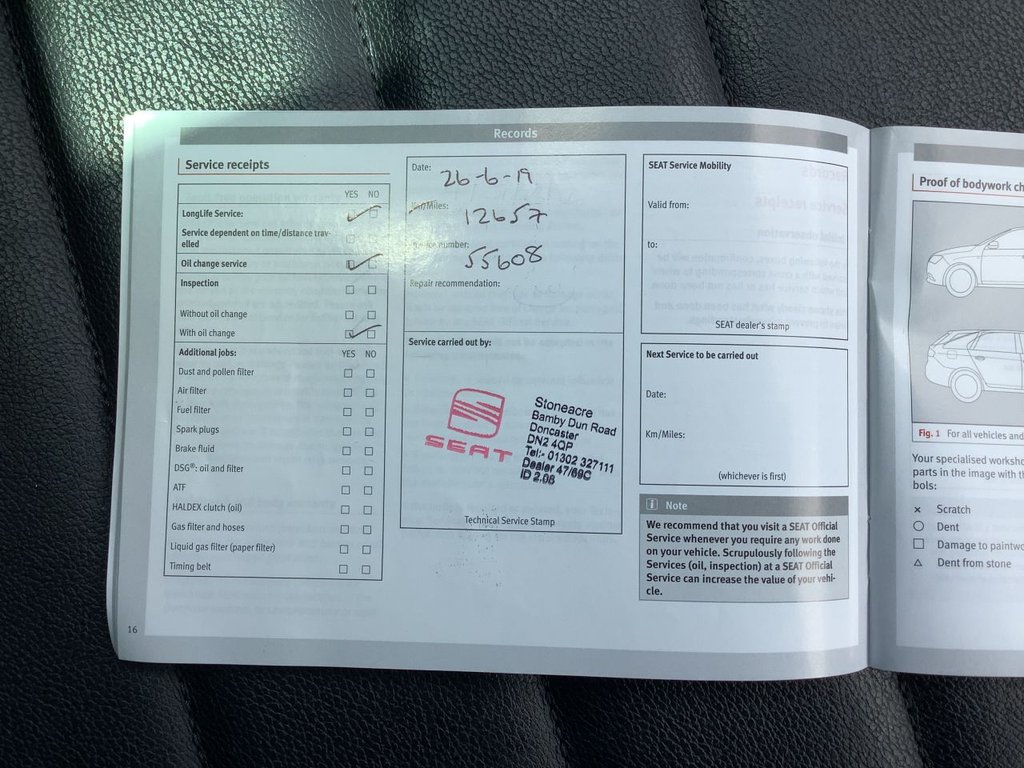 Records
Service receipts
YES NO
LongLife Service:
Service dependent on time/distance trav-
elled
Oil change service
Inspection
Without oil change
With oil change
Additional jobs: YES NO
Dust and pollen filter
Air filter
Fuel filter
Spark plugs
Brake fluid
DSG®: oil and filter
ATF
HALDEX clutch (oil)
Gas filter and hoses
Liquid gas filter (paper filter)
Timing belt
16
Date: 26-6-19
Km/Miles: 12657
number: 55608
Repair recommendation:
Service carried out by:
SEAT
Stoneacre
Bamby Dun Road
Doncaster
DN2 4QP
Tel:- 01302 327111
Dealer 47/69C
ID 2.08
Technical Service Stamp
SEAT Service Mobility
Valid from:
to:
SEAT dealer's stamp
Next Service to be carried out
Date:
Km/Miles:
(whichever is first)
i Note
We recommend that you visit a SEAT Official
Service whenever you require any work done
on your vehicle. Scrupulously following the
Services (oil, inspection) at a SEAT Official
Service can increase the value of your vehi-
cle.
Proof of bodywork ch
Fig. 1 For all vehicles and
Your specialised worksho
parts in the image with th
bols:
× Scratch
○ Dent
□ Damage to paintwo
△ Dent from stone